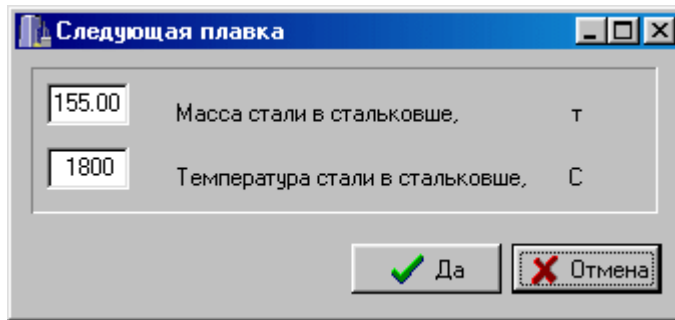 Следующая плавка
155.00 Масса стали в стальковше, т
1800 Температура стали в стальковше, С
Да Отмена